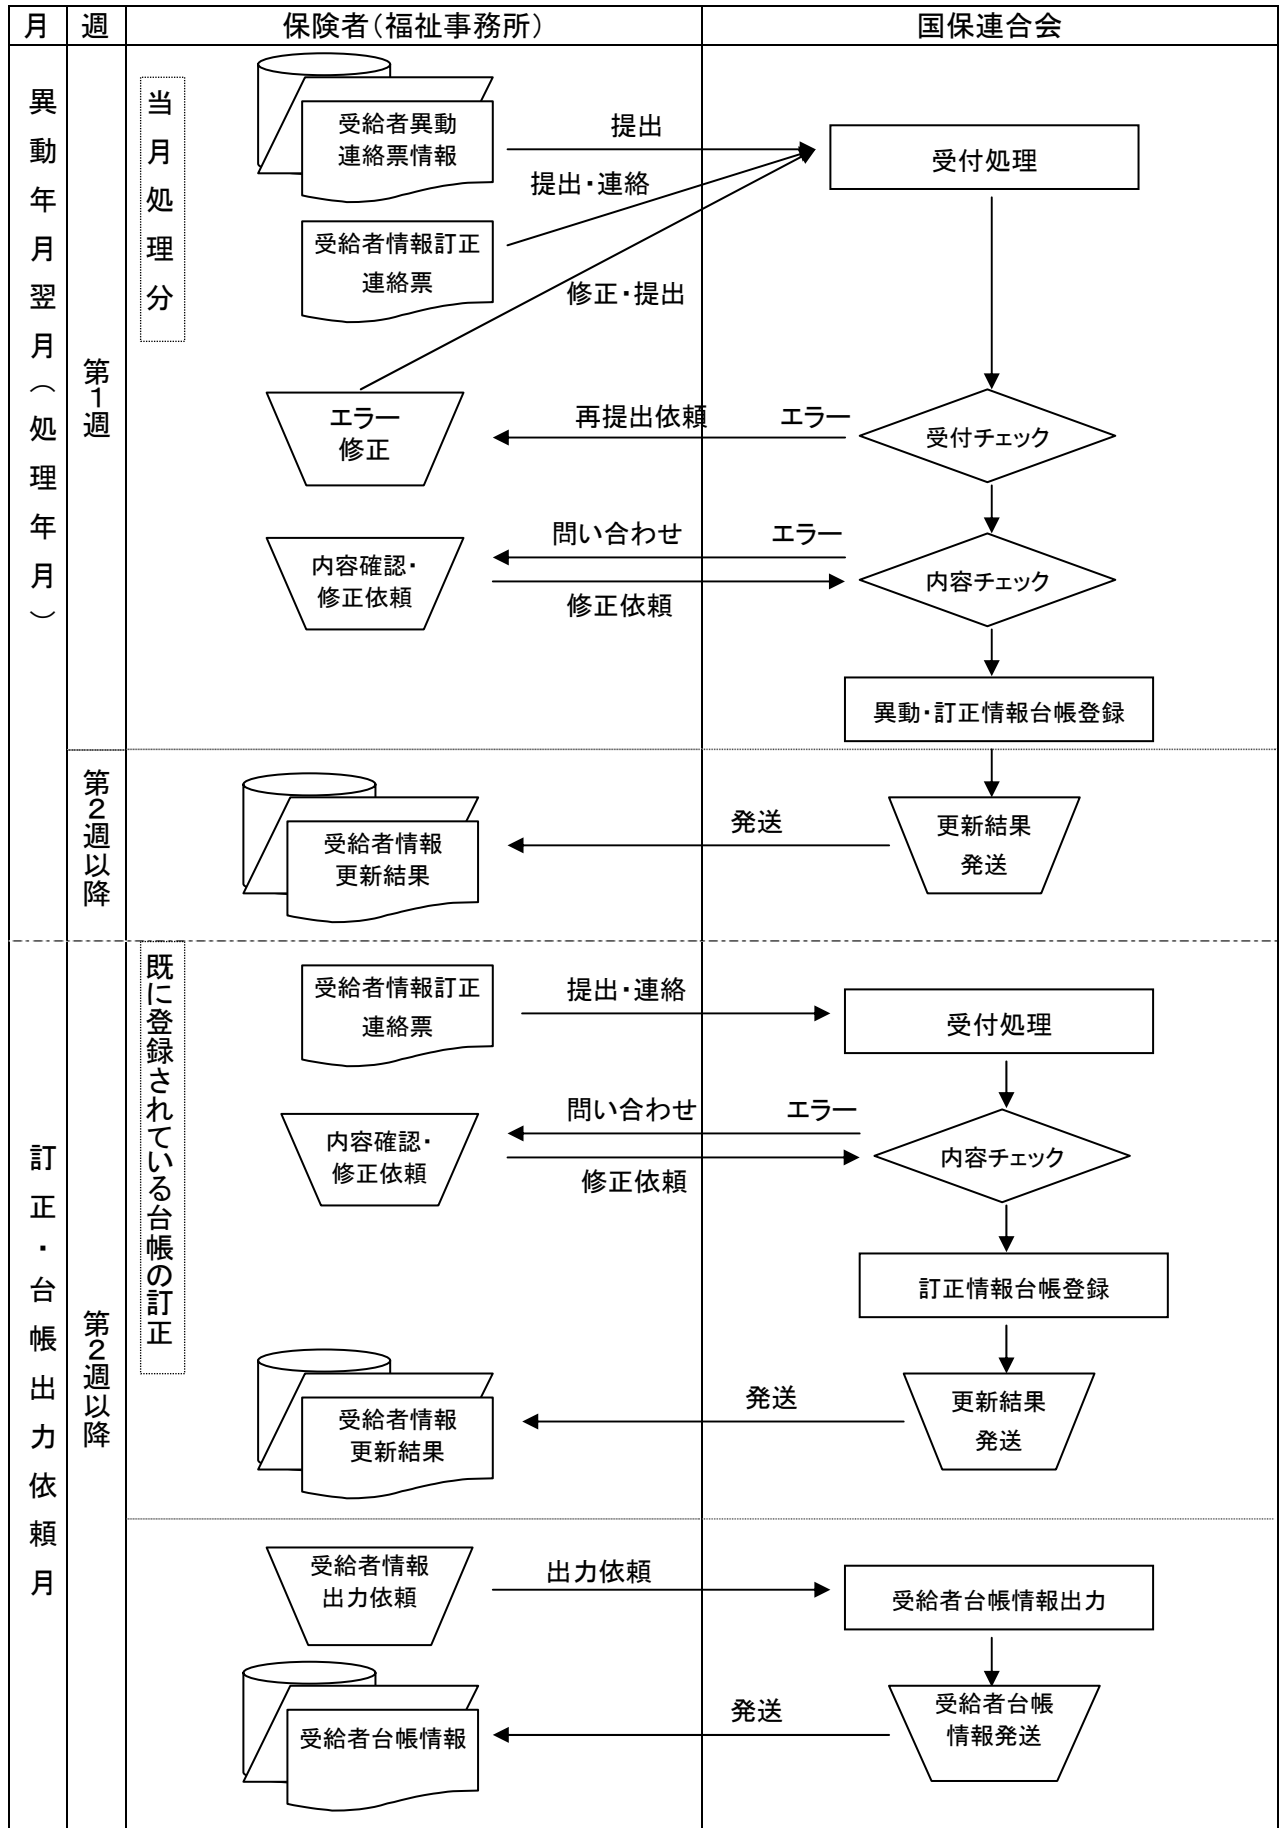 月
週
保険者（福祉事務所）
国保連合会
異動年月翌月（処理年月）
第1週
当月処理分
受給者異動
連絡票情報
提出
受付処理
提出・連絡
受給者情報訂正
連絡票
修正・提出
エラー
修正
再提出依頼
エラー
受付チェック
内容確認・
修正依頼
問い合わせ
エラー
修正依頼
内容チェック
異動・訂正情報台帳登録
第2週以降
受給者情報
更新結果
発送
更新結果
発送
訂正・台帳出力依頼月
第2週以降
既に登録されている台帳の訂正
受給者情報訂正
連絡票
提出・連絡
受付処理
内容確認・
修正依頼
問い合わせ
エラー
修正依頼
内容チェック
訂正情報台帳登録
受給者情報
更新結果
発送
更新結果
発送
受給者情報
出力依頼
出力依頼
受給者台帳情報出力
受給者台帳情報
発送
受給者台帳
情報発送